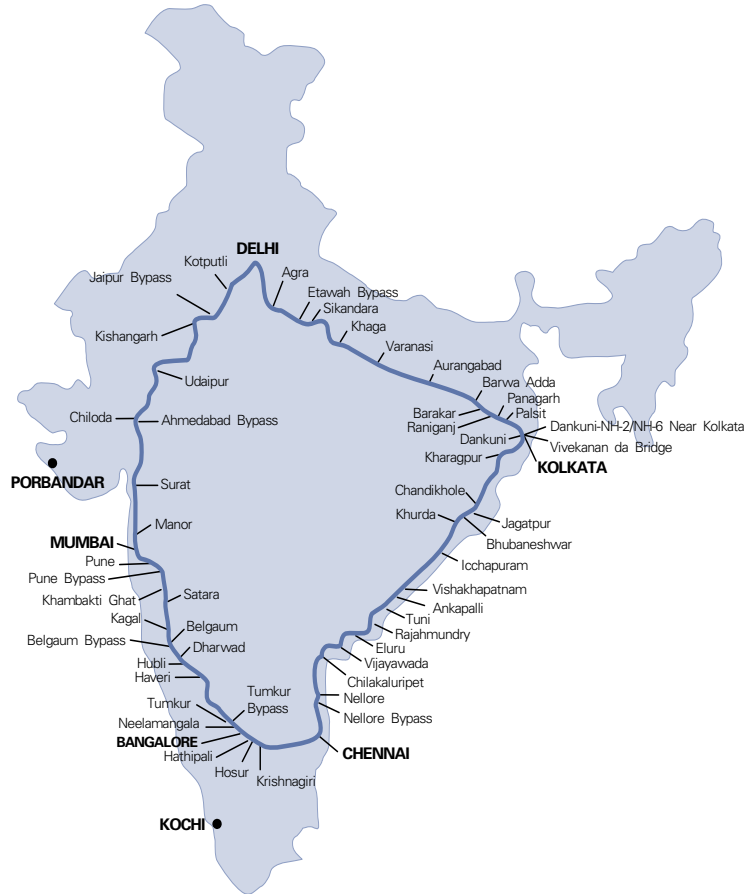 DELHI
Kotputli
Agra
Jaipur Bypass
Etawah Bypass
Sikandara
Kishangarh
Khaga
Varanasi
Udaipur
Aurangabad
Barwa Adda
Panagarh
Chiloda
Ahmedabad Bypass
Barakar
Palsit
Raniganj
Dankuni-NH-2/NH-6 Near Kolkata
Dankuni
Vivekanan da Bridge
Kharagpur
KOLKATA
PORBANDAR
Surat
Chandikhole
Manor
Khurda
Jagatpur
MUMBAI
Bhubaneshwar
Pune
Icchapuram
Pune Bypass
Khambakti Ghat
Satara
Vishakhapatnam
Ankapalli
Kagal
Tuni
Belgaum
Rajahmundry
Belgaum Bypass
Dharwad
Eluru
Hubli
Vijayawada
Haveri
Chilakaluripet
Tumkur
Bypass
Nellore
Tumkur
Nellore Bypass
Neelamangala
BANGALORE
CHENNAI
Hathipali
Hosur
Krishnagiri
KOCHI